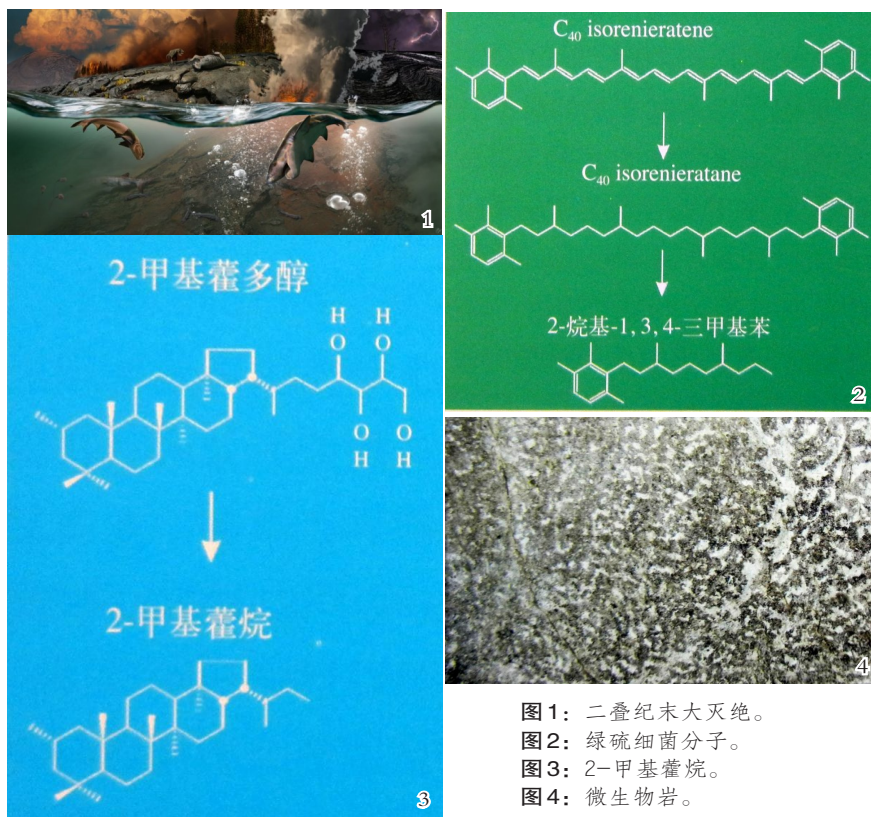 1
C40 isorenieratene
C40 isorenieratane
2-烷基-1,3,4-三甲基苯
2
2-甲基藿多醇
H
O
H
O
O
H
O
H
2-甲基藿烷
3
4
图1：二叠纪末大灭绝。
图2：绿硫细菌分子。
图3：2-甲基藿烷。
图4：微生物岩。